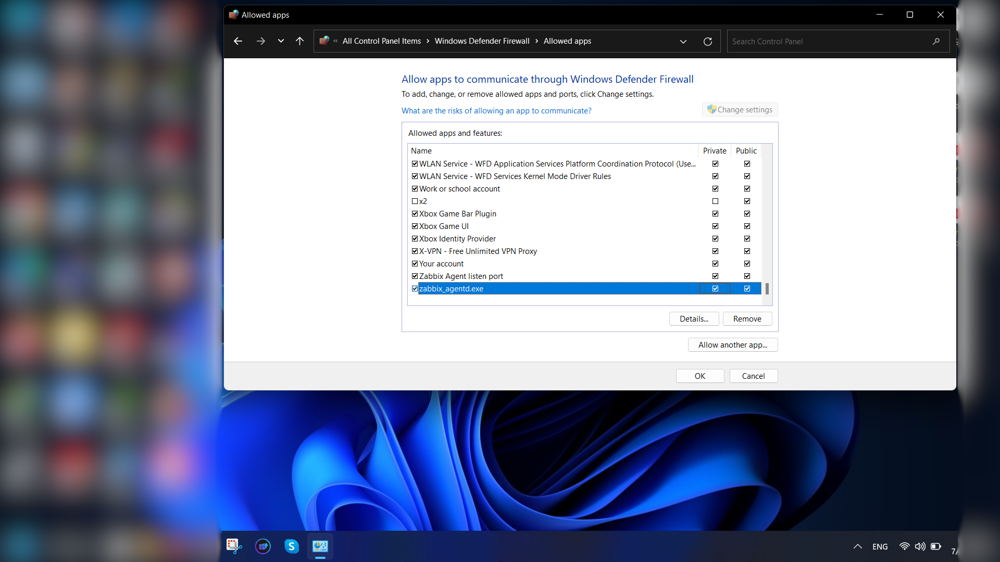 Allowed apps
« All Control Panel Items > Windows Defender Firewall > Allowed apps
Search Control Panel
Allow apps to communicate through Windows Defender Firewall
To add, change, or remove allowed apps and ports, click Change settings.
What are the risks of allowing an app to communicate?
Change settings
Allowed apps and features:
Name Private Public
WLAN Service - WFD Application Services Platform Coordination Protocol (Use...
WLAN Service - WFD Services Kernel Mode Driver Rules
Work or school account
x2
Xbox Game Bar Plugin
Xbox Game UI
Xbox Identity Provider
X-VPN - Free Unlimited VPN Proxy
Your account
Zabbix Agent listen port
zabbix_agentd.exe
Details...
Remove
Allow another app...
OK
Cancel
S
ENG
7/